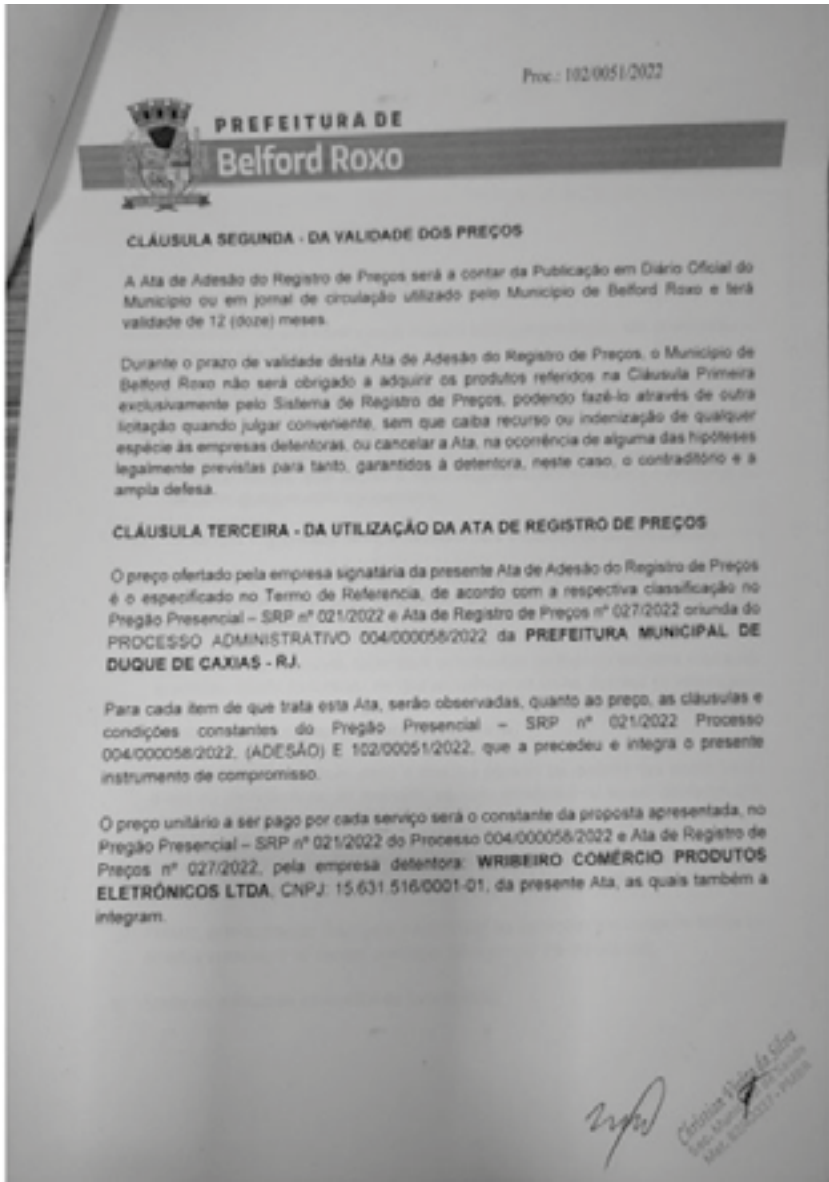 Proc.: 102/0051/2022
PREFEITURA DE
Belford Roxo
CLÁUSULA SEGUNDA - DA VALIDADE DOS PREÇOS
A Ata de Adesão do Registro de Preços será a contar da Publicação em Diário Oficial do
Município ou em jornal de circulação utilizado pelo Município de Belford Roxo e terá
validade de 12 (doze) meses.
Durante o prazo de validade desta Ata de Adesão do Registro de Preços, o Município de
Belford Roxo não será obrigado a adquirir os produtos referidos na Cláusula Primeira
exclusivamente pelo Sistema de Registro de Preços, podendo fazê-lo através de outra
licitação quando julgar conveniente, sem que caiba recurso ou indenização de qualquer
espécie às empresas detentoras, ou cancelar a Ata, na ocorrência de alguma das hipóteses
legalmente previstas para tanto, garantidos à detentora, neste caso, o contraditório e a
ampla defesa.
CLÁUSULA TERCEIRA - DA UTILIZAÇÃO DA ATA DE REGISTRO DE PREÇOS
O preço ofertado pela empresa signatária da presente Ata de Adesão do Registro de Preços
é o especificado no Termo de Referencia, de acordo com a respectiva classificação no
Pregão Presencial – SRP nº 021/2022 e Ata de Registro de Preços nº 027/2022 oriunda do
PROCESSO ADMINISTRATIVO 004/000058/2022 da PREFEITURA MUNICIPAL DE
DUQUE DE CAXIAS - RJ.
Para cada item de que trata esta Ata, serão observadas, quanto ao preço, as cláusulas e
condições constantes do Pregão Presencial – SRP nº 021/2022 Processo
004/000058/2022, (ADESÃO) E 102/00051/2022, que a precedeu e integra o presente
instrumento de compromisso.
O preço unitário a ser pago por cada serviço será o constante da proposta apresentada, no
Pregão Presencial – SRP nº 021/2022 do Processo 004/000058/2022 e Ata de Registro de
Preços nº 027/2022, pela empresa detentora: WRIBEIRO COMÉRCIO PRODUTOS
ELETRÔNICOS LTDA, CNPJ: 15.631.516/0001-01, da presente Ata, as quais também a
integram.
Christian Vieira da Silva